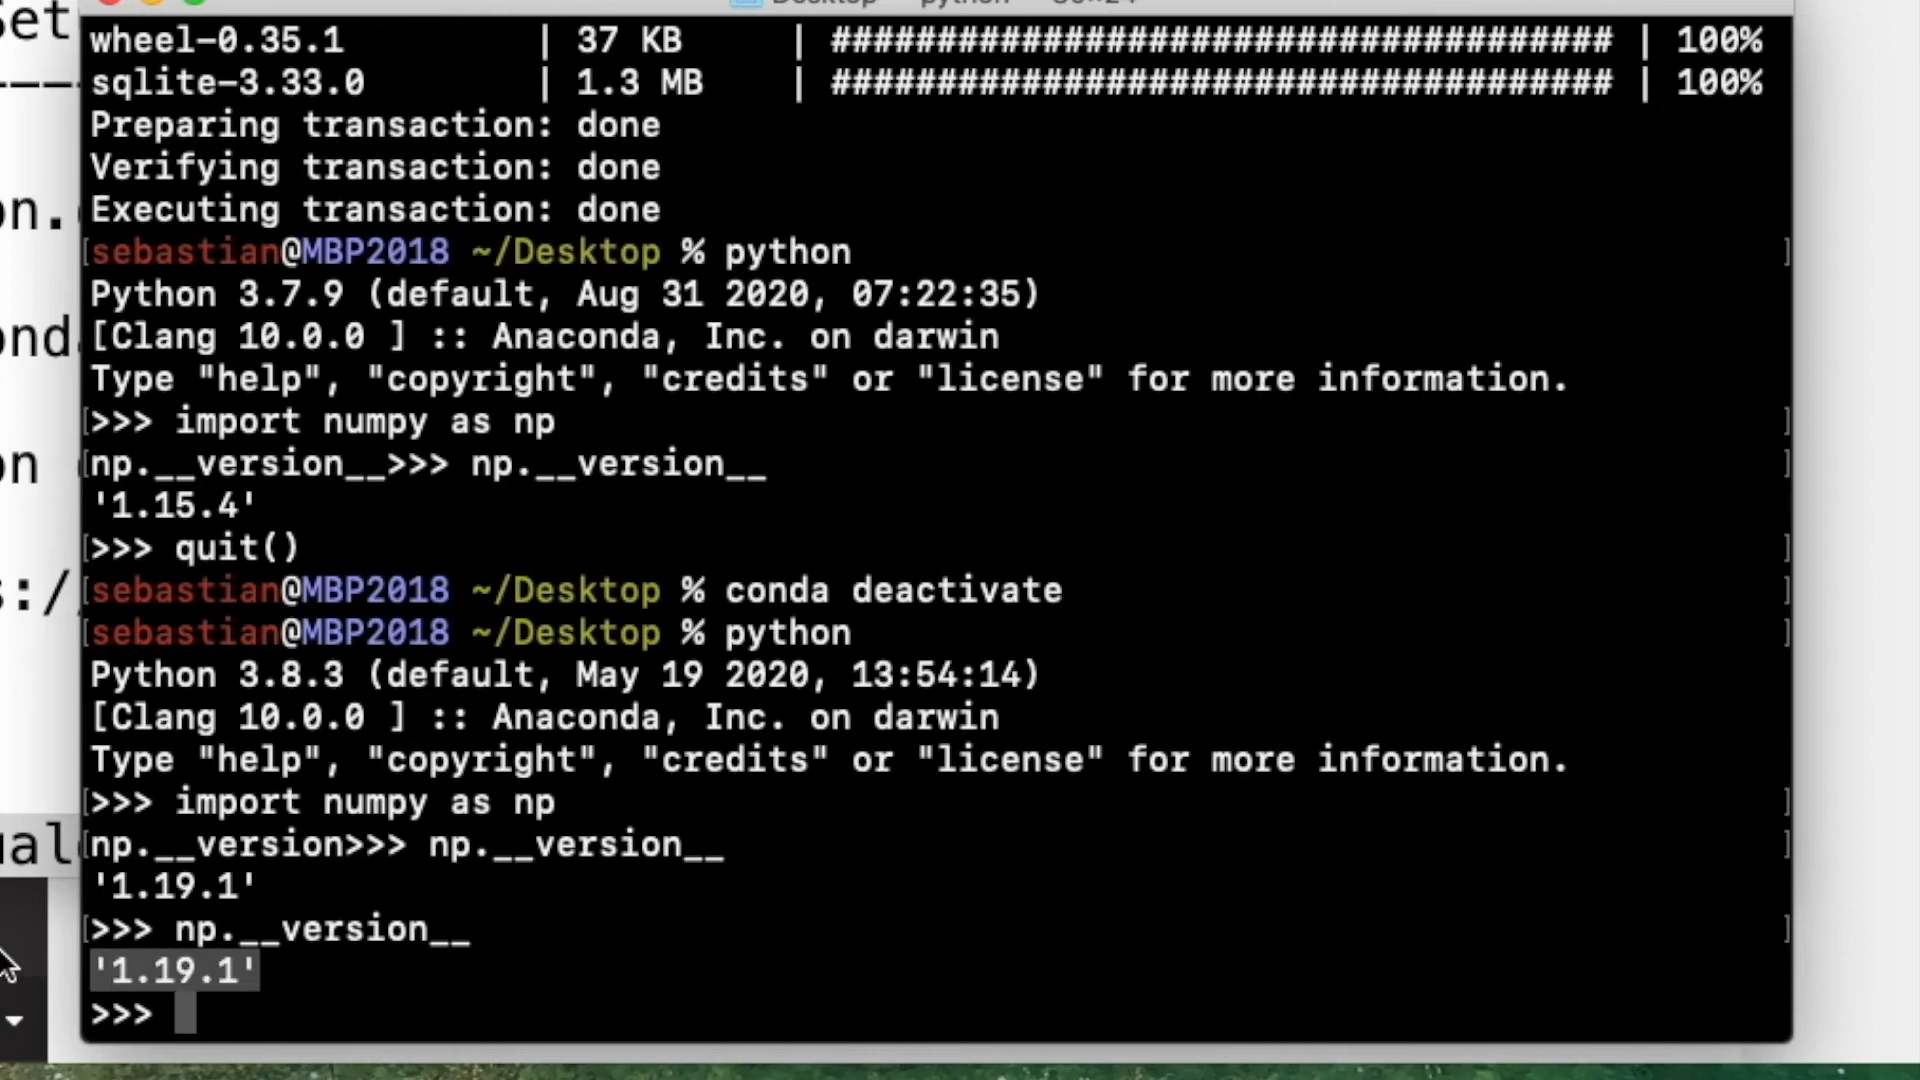 Set
wheel-0.35.1 | 37 KB | ##################################### | 100%
sqlite-3.33.0 | 1.3 MB | ##################################### | 100%
Preparing transaction: done
Verifying transaction: done
Executing transaction: done
[sebastian@MBP2018 ~/Desktop % python ]
Python 3.7.9 (default, Aug 31 2020, 07:22:35)
[Clang 10.0.0 ] :: Anaconda, Inc. on darwin
Type "help", "copyright", "credits" or "license" for more information.
[>>> import numpy as np ]
[np.__version__>>> np.__version__ ]
'1.15.4'
[>>> quit() ]
[sebastian@MBP2018 ~/Desktop % conda deactivate ]
[sebastian@MBP2018 ~/Desktop % python ]
Python 3.8.3 (default, May 19 2020, 13:54:14)
[Clang 10.0.0 ] :: Anaconda, Inc. on darwin
Type "help", "copyright", "credits" or "license" for more information.
[>>> import numpy as np ]
[np.__version>>> np.__version__ ]
'1.19.1'
[>>> np.__version__ ]
'1.19.1'
>>>